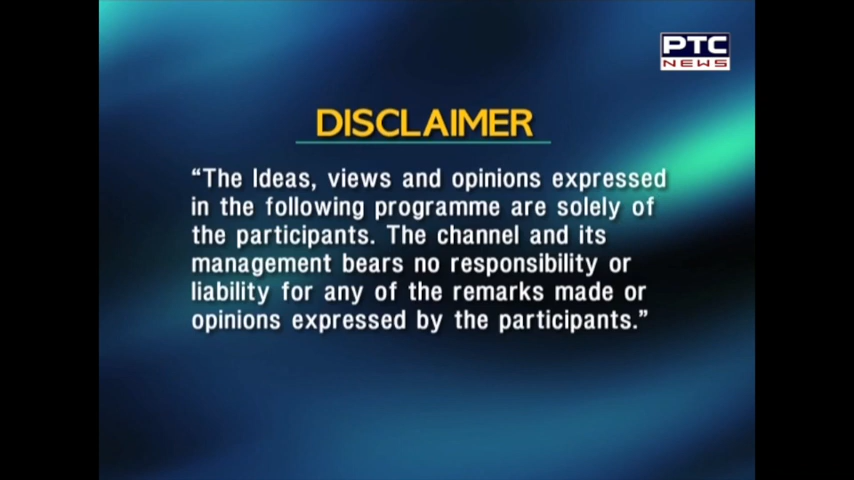 PTC
NEWS
DISCLAIMER
“The Ideas, views and opinions expressed
in the following programme are solely of
the participants. The channel and its
management bears no responsibility or
liability for any of the remarks made or
opinions expressed by the participants.”